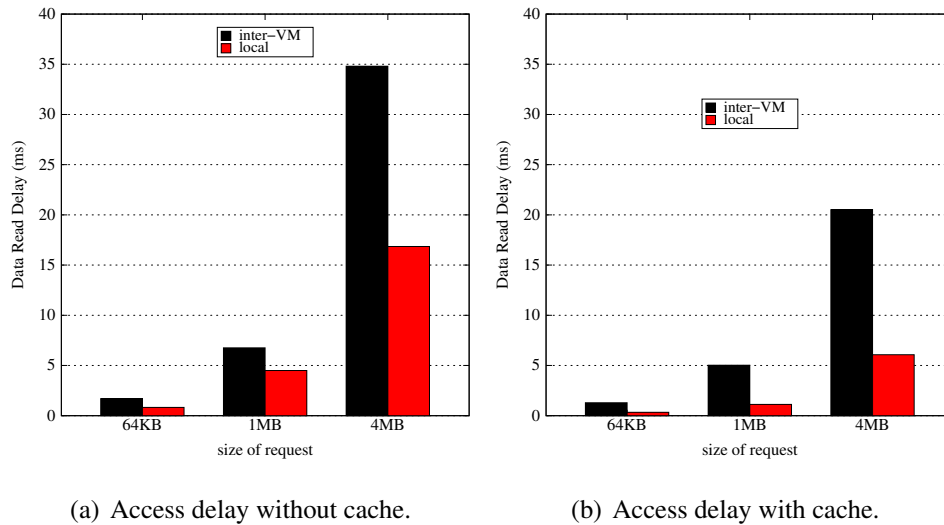 40
35
30
25
20
15
10
5
0
Data Read Delay (ms)
inter−VM
local
64KB 1MB 4MB
size of request
(a) Access delay without cache.
40
35
30
25
20
15
10
5
0
Data Read Delay (ms)
inter−VM
local
64KB 1MB 4MB
size of request
(b) Access delay with cache.